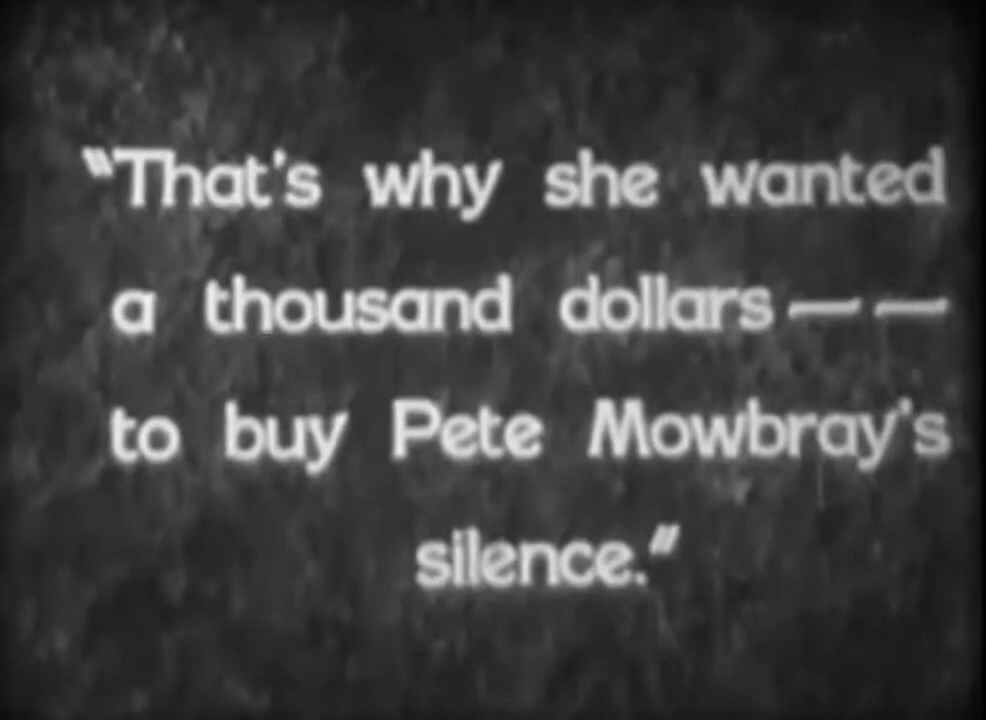 "That's why she wanted
a thousand dollars——
to buy Pete Mowbray's
silence."